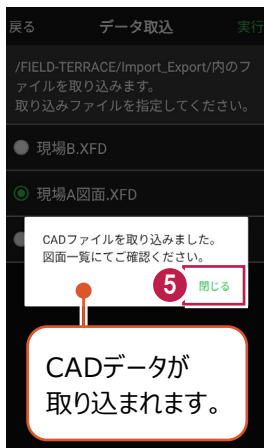 戻る データ取込 実行
/FIELD-TERRACE/Import_Export/内のフ
ァイルを取り込みます。
取り込みファイルを指定してください。
現場B.XFD
現場A図面.XFD
CADファイルを取り込みました。
図面一覧にてご確認ください。
5 閉じる
CADデータが
取り込まれます。